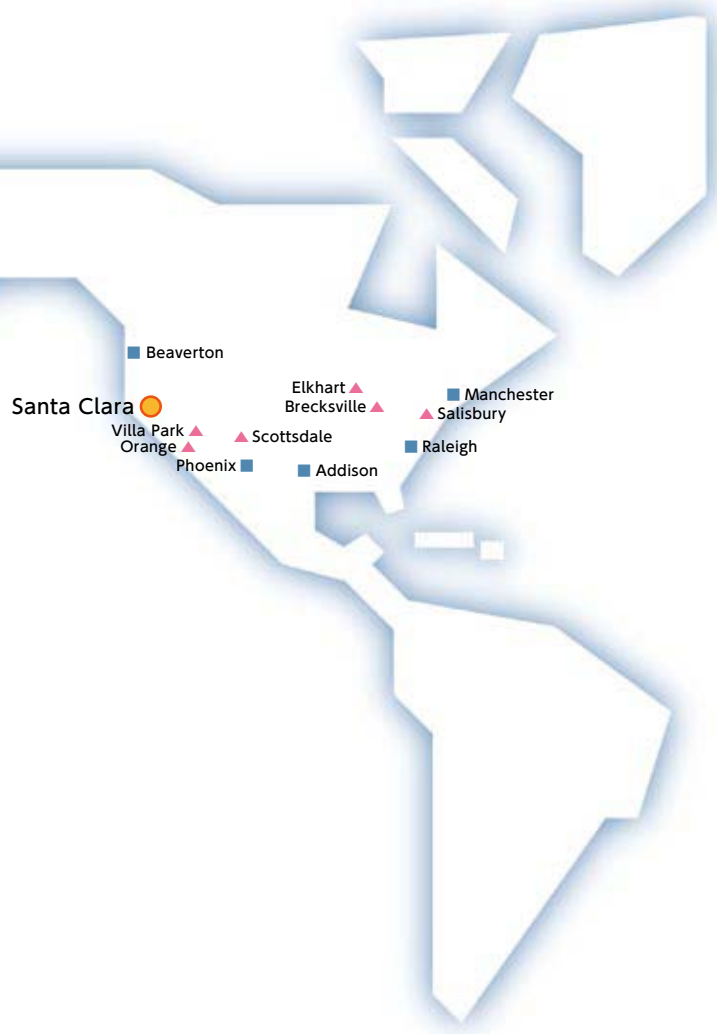 Beaverton
Elkhart
Manchester
Santa Clara
Brecksville
Salisbury
Villa Park
Scottsdale
Orange
Raleigh
Phoenix
Addison